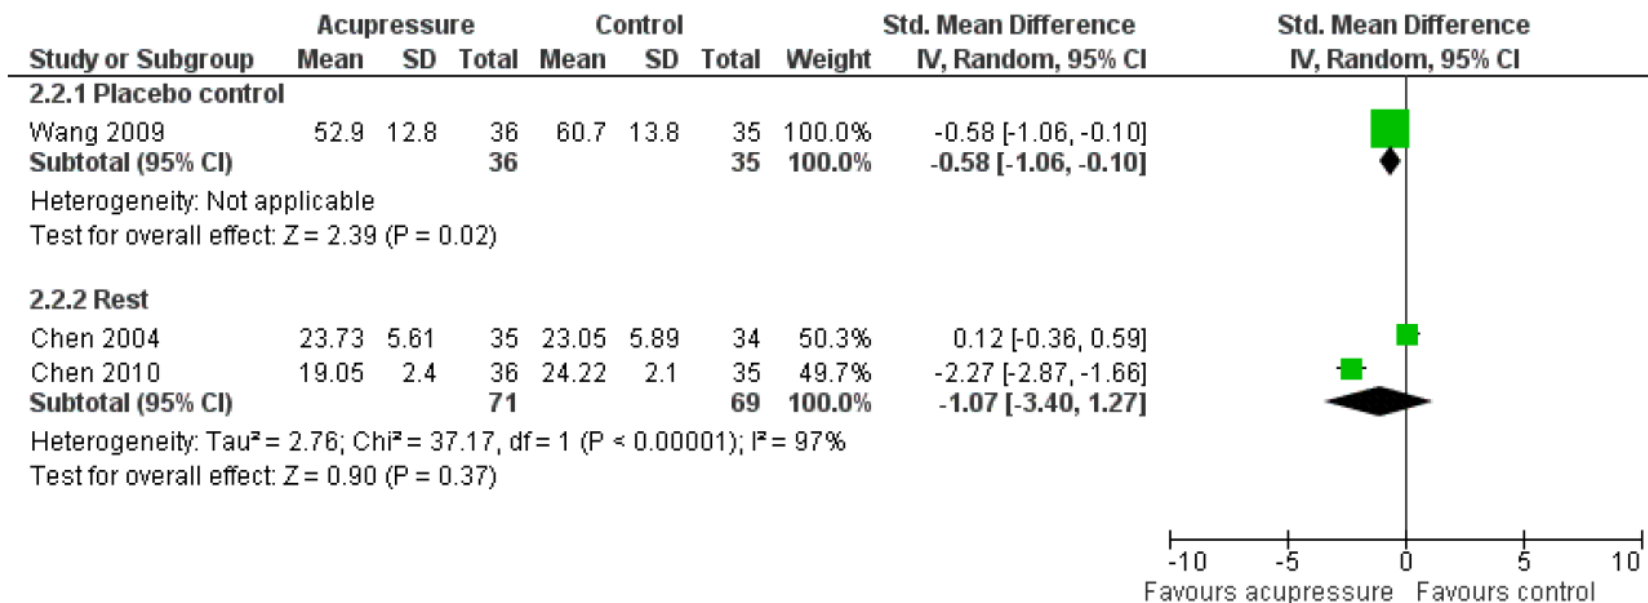 Acupressure Control Std. Mean Difference Std. Mean Difference
Study or Subgroup Mean SD Total Mean SD Total Weight IV, Random, 95% CI IV, Random, 95% CI
2.2.1 Placebo control
Wang 2009 52.9 12.8 36 60.7 13.8 35 100.0% -0.58 [-1.06, -0.10]
Subtotal (95% CI) 36 35 100.0% -0.58 [-1.06, -0.10]
Heterogeneity: Not applicable
Test for overall effect: Z = 2.39 (P = 0.02)
2.2.2 Rest
Chen 2004 23.73 5.61 35 23.05 5.89 34 50.3% 0.12 [-0.36, 0.59]
Chen 2010 19.05 2.4 36 24.22 2.1 35 49.7% -2.27 [-2.87, -1.66]
Subtotal (95% CI) 71 69 100.0% -1.07 [-3.40, 1.27]
Heterogeneity: Tau² = 2.76; Chi² = 37.17, df = 1 (P < 0.00001); I² = 97%
Test for overall effect: Z = 0.90 (P = 0.37)
-10 -5 0 5 10
Favours acupressure Favours control